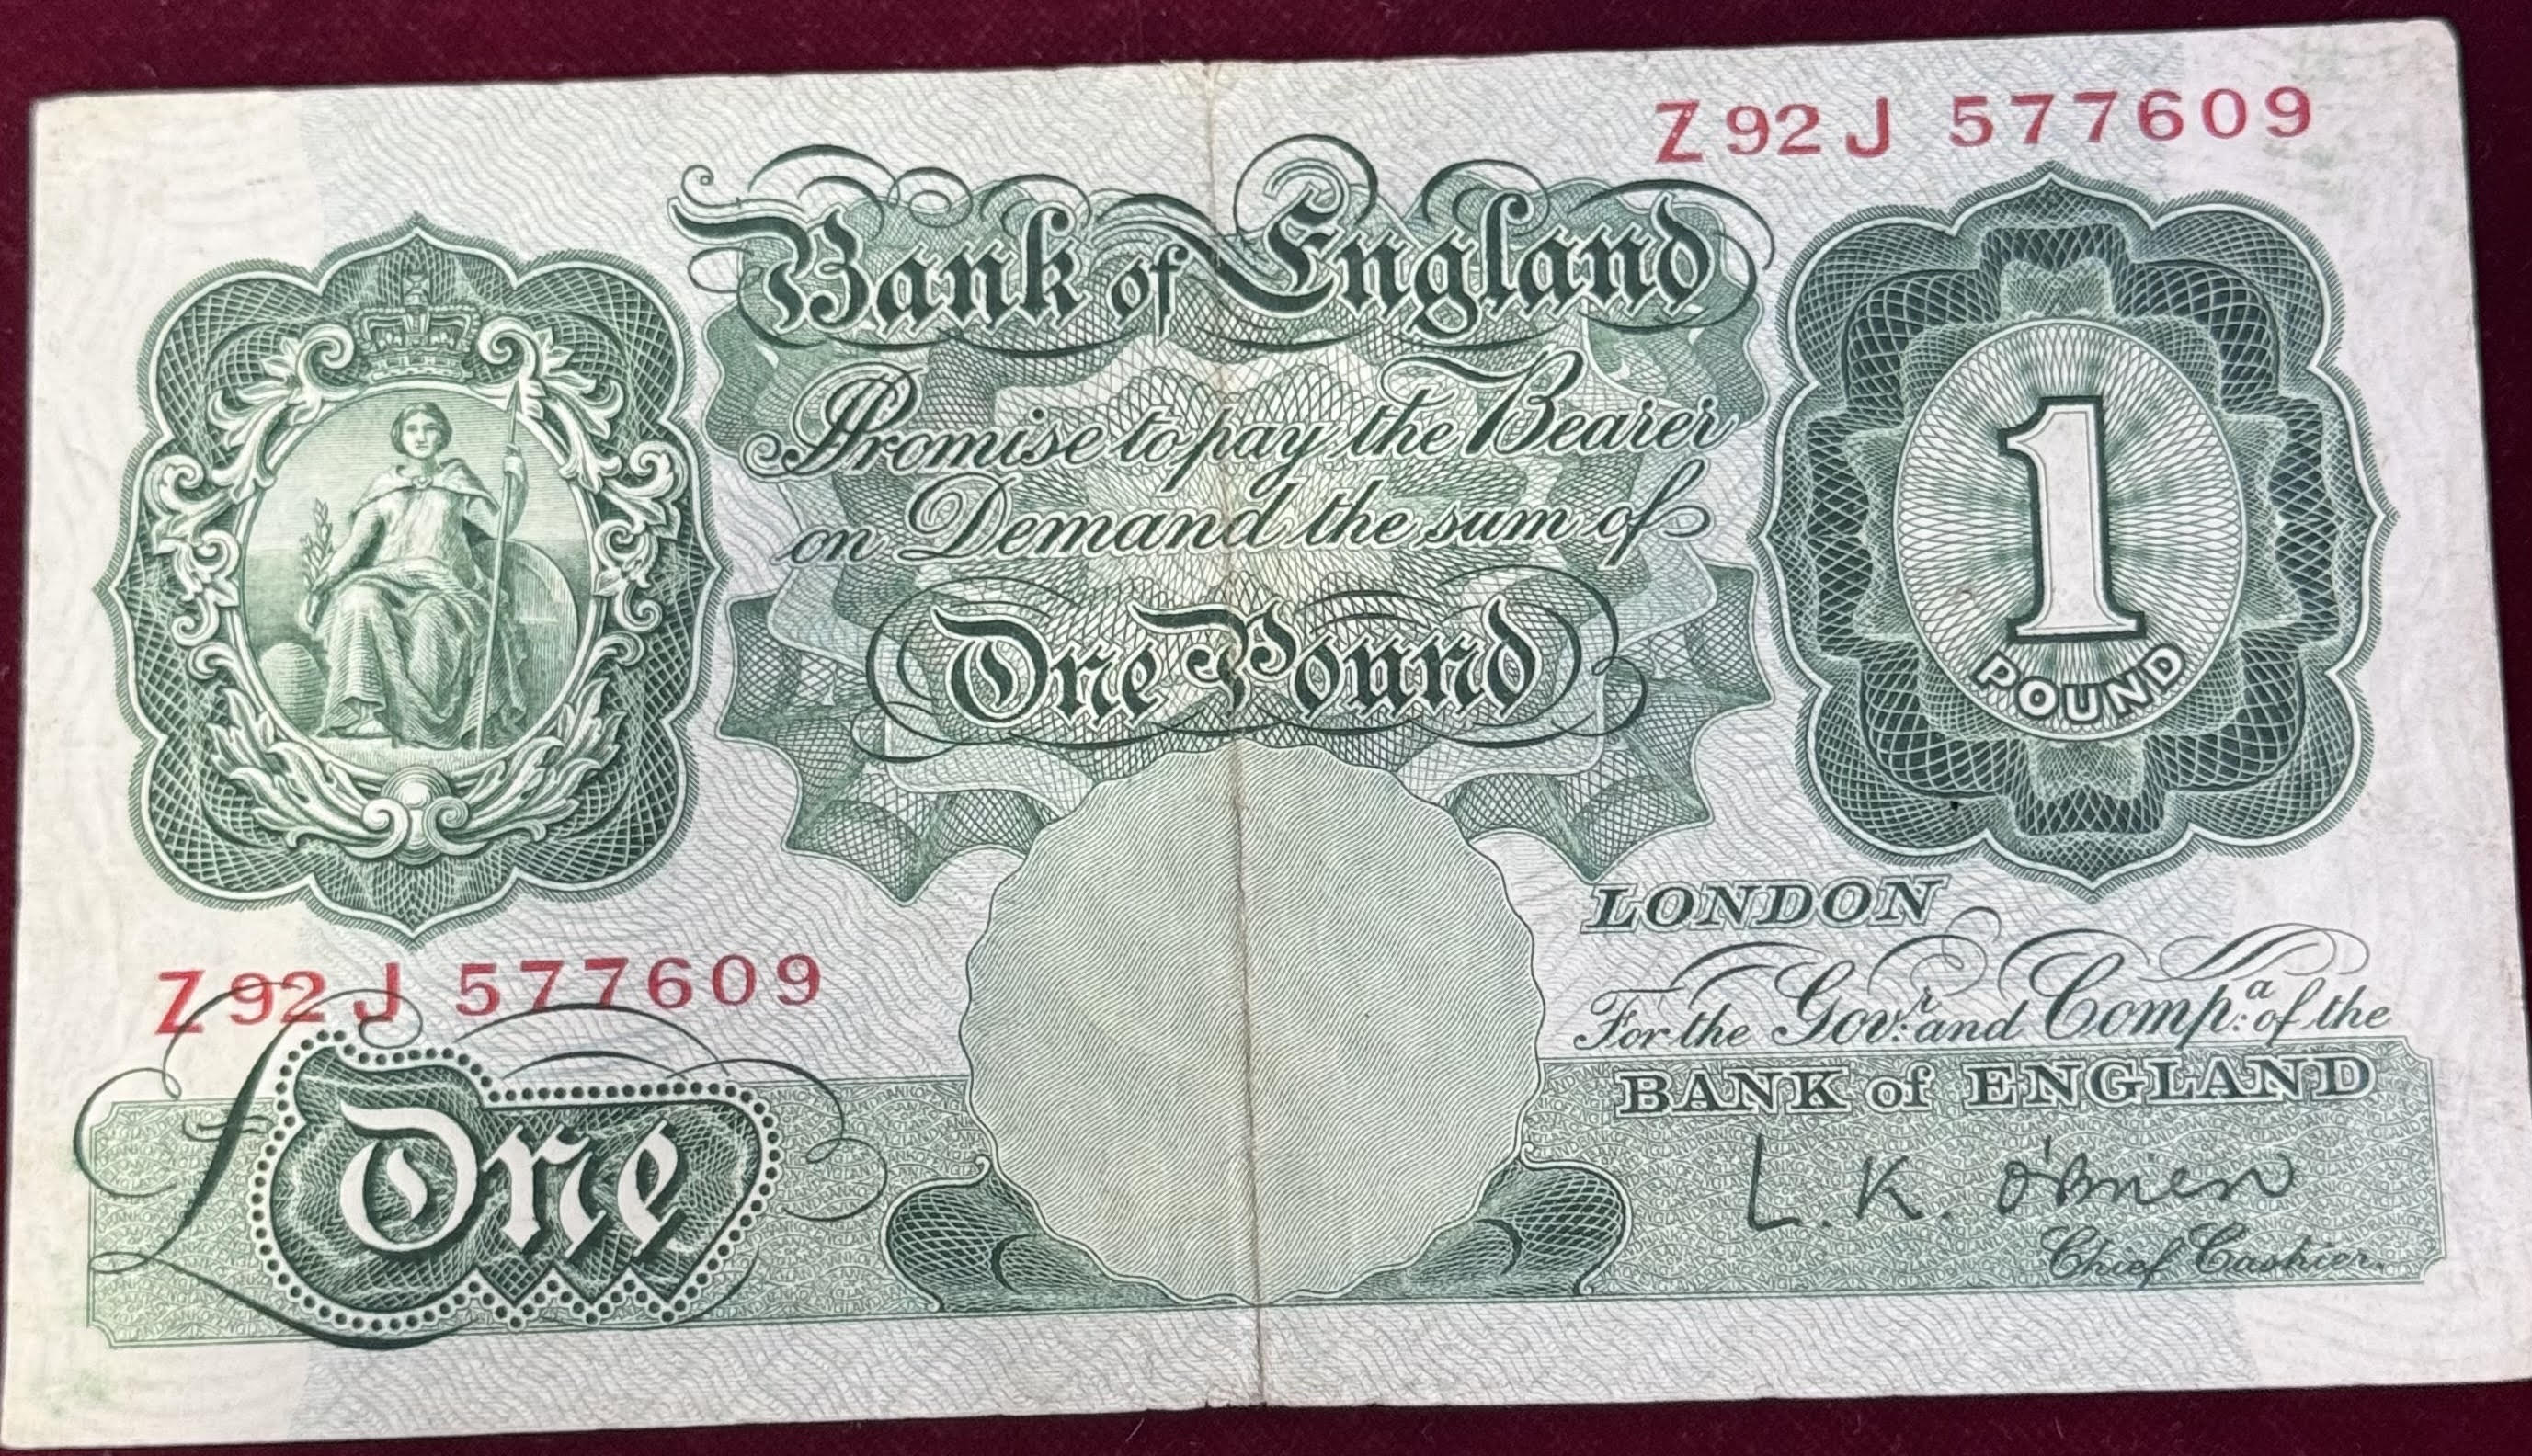 Z92J 577609
Bank of England
Promise to pay the Bearer
on Demand the sum of
One Pound
1
POUND
LONDON
For the Govr: and Compa: of the
BANK of ENGLAND
L.K. O'Brien
Chief Cashier.
Z92J 577609
£One